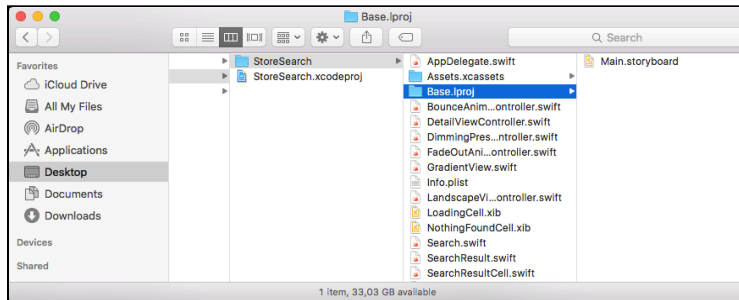 Base.lproj
Search
Favorites
iCloud Drive
All My Files
AirDrop
Applications
Desktop
Documents
Downloads
Devices
Shared
StoreSearch
StoreSearch.xcodeproj
AppDelegate.swift
Assets.xcassets
Base.lproj
BounceAnim...ontroller.swift
DetailViewController.swift
DimmingPres...ntroller.swift
FadeOutAni...ontroller.swift
GradientView.swift
Info.plist
LandscapeVi...ontroller.swift
LoadingCell.xib
NothingFoundCell.xib
Search.swift
SearchResult.swift
SearchResultCell.swift
Main.storyboard
1 item, 33,03 GB available